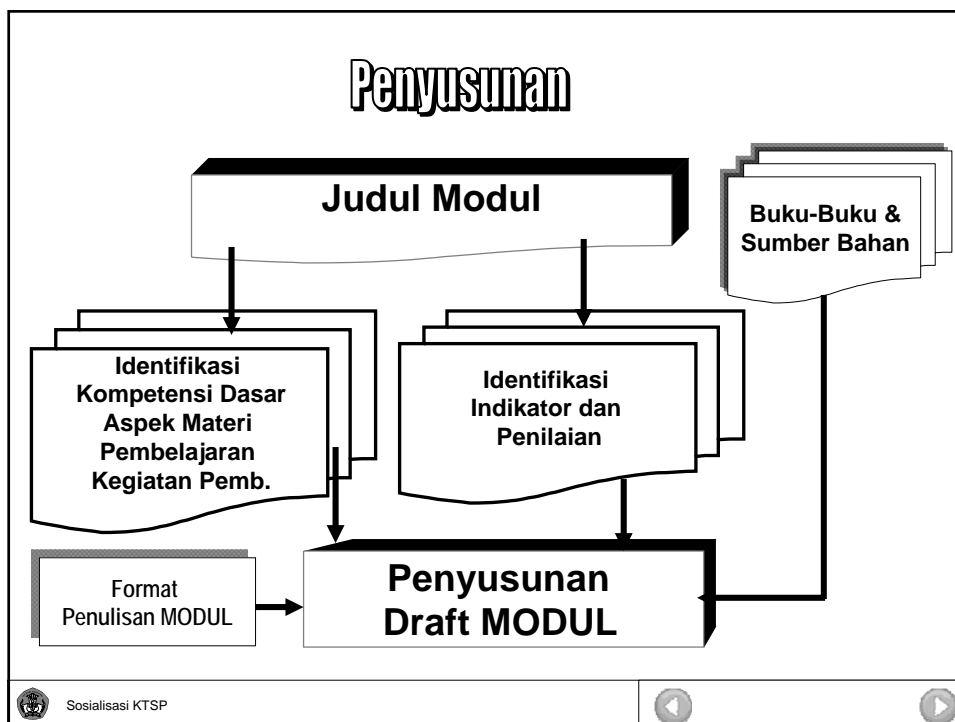 Penyusunan
Judul Modul
Buku-Buku &
Sumber Bahan
Identifikasi
Kompetensi Dasar
Aspek Materi
Pembelajaran
Kegiatan Pemb.
Identifikasi
Indikator dan
Penilaian
Format
Penulisan MODUL
Penyusunan
Draft MODUL
Sosialisasi KTSP